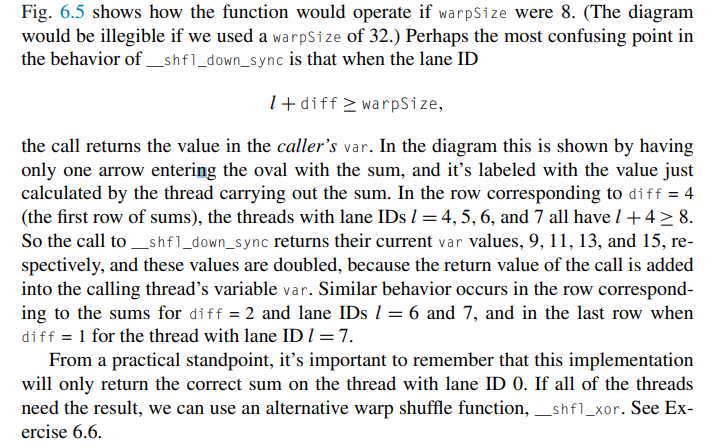 Fig. 6.5 shows how the function would operate if warpSize were 8. (The diagram
would be illegible if we used a warpSize of 32.) Perhaps the most confusing point in
the behavior of __shfl_down_sync is that when the lane ID
l + diff ≥ warpSize,
the call returns the value in the caller's var. In the diagram this is shown by having
only one arrow entering the oval with the sum, and it's labeled with the value just
calculated by the thread carrying out the sum. In the row corresponding to diff = 4
(the first row of sums), the threads with lane IDs l = 4, 5, 6, and 7 all have l + 4 ≥ 8.
So the call to __shfl_down_sync returns their current var values, 9, 11, 13, and 15, re-
spectively, and these values are doubled, because the return value of the call is added
into the calling thread's variable var. Similar behavior occurs in the row correspond-
ing to the sums for diff = 2 and lane IDs l = 6 and 7, and in the last row when
diff = 1 for the thread with lane ID l = 7.
From a practical standpoint, it's important to remember that this implementation
will only return the correct sum on the thread with lane ID 0. If all of the threads
need the result, we can use an alternative warp shuffle function, __shfl_xor. See Ex-
ercise 6.6.